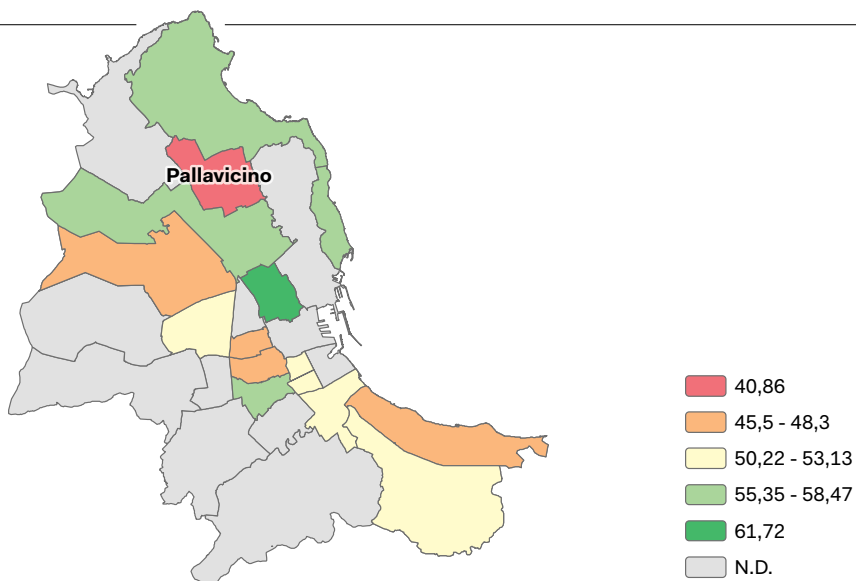 Pallavicino
40,86
45,5 - 48,3
50,22 - 53,13
55,35 - 58,47
61,72
N.D.